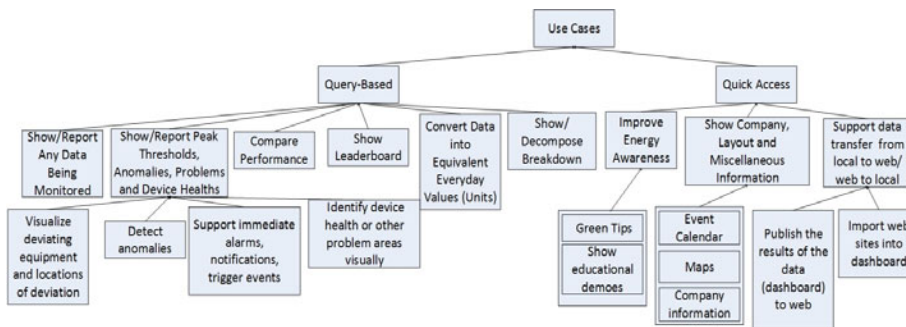 Use Cases
Query-Based
Quick Access
Show/Report
Any Data
Being
Monitored
Show/Report Peak
Thresholds,
Anomalies, Problems
and Device Healths
Compare
Performance
Show
Leaderboard
Convert Data
into
Equivalent
Everyday
Values (Units)
Show/
Decompose
Breakdown
Improve
Energy
Awareness
Show Company,
Layout and
Miscellaneous
Information
Support data
transfer from
local to web/
web to local
Visualize
deviating
equipment
and locations
of deviation
Detect
anomalies
Support immediate
alarms,
notifications,
trigger events
Identify device
health or other
problem areas
visually
Green Tips
Show
educational
demoes
Event
Calendar
Maps
Company
information
Publish the
results of the
data
(dashboard) to
web
Import web
sites into
dashboard